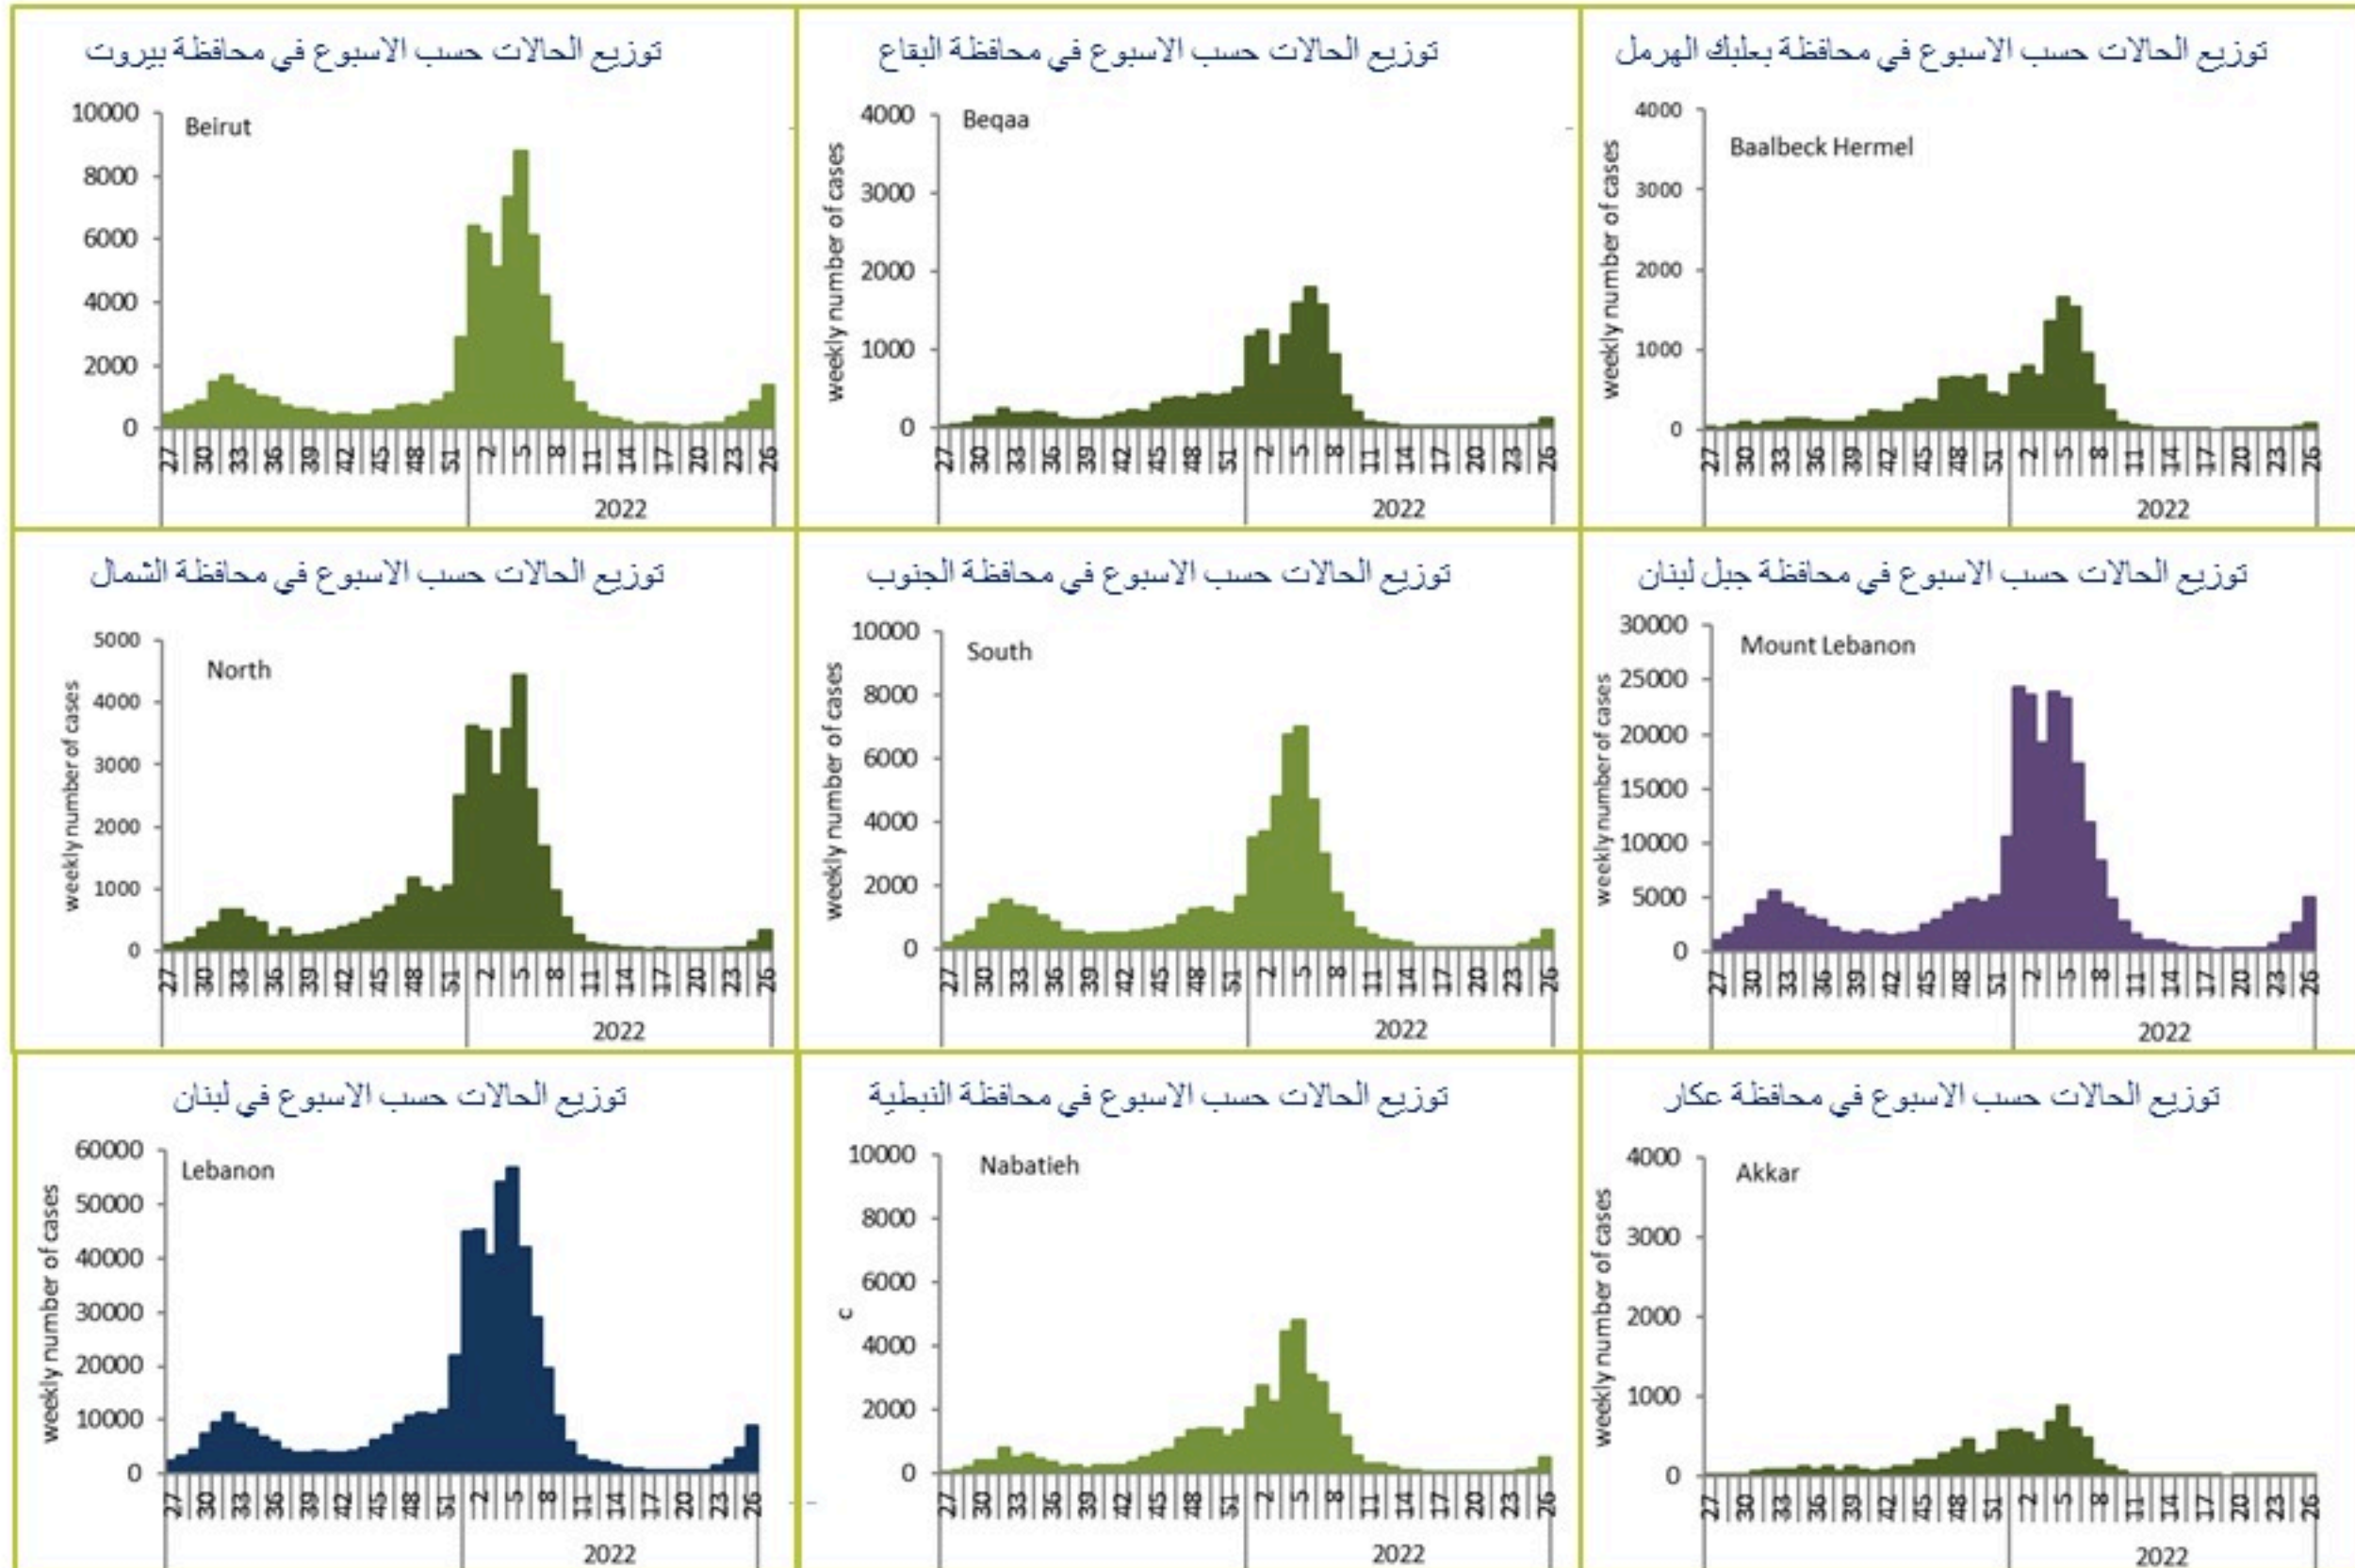 توزيع الحالات حسب الاسبوع في محافظة بيروت
Beirut
10000
8000
6000
4000
2000
0
27 30 33 36 39 42 45 48 51 2 5 8 11 14 17 20 23 26
2022
توزيع الحالات حسب الاسبوع في محافظة البقاع
Beqaa
weekly number of cases
4000
3000
2000
1000
0
27 30 33 36 39 42 45 48 51 2 5 8 11 14 17 20 23 26
2022
توزيع الحالات حسب الاسبوع في محافظة بعلبك الهرمل
Baalbeck Hermel
weekly number of cases
4000
3000
2000
1000
0
27 30 33 36 39 42 45 48 51 2 5 8 11 14 17 20 23 26
2022
توزيع الحالات حسب الاسبوع في محافظة الشمال
North
weekly number of cases
5000
4000
3000
2000
1000
0
27 30 33 36 39 42 45 48 51 2 5 8 11 14 17 20 23 26
2022
توزيع الحالات حسب الاسبوع في محافظة الجنوب
South
weekly number of cases
10000
8000
6000
4000
2000
0
27 30 33 36 39 42 45 48 51 2 5 8 11 14 17 20 23 26
2022
توزيع الحالات حسب الاسبوع في محافظة جبل لبنان
Mount Lebanon
weekly number of cases
30000
25000
20000
15000
10000
5000
0
27 30 33 36 39 42 45 48 51 2 5 8 11 14 17 20 23 26
2022
توزيع الحالات حسب الاسبوع في لبنان
Lebanon
weekly number of cases
60000
50000
40000
30000
20000
10000
0
27 30 33 36 39 42 45 48 51 2 5 8 11 14 17 20 23 26
2022
توزيع الحالات حسب الاسبوع في محافظة النبطية
Nabatieh
c
10000
8000
6000
4000
2000
0
27 30 33 36 39 42 45 48 51 2 5 8 11 14 17 20 23 26
2022
توزيع الحالات حسب الاسبوع في محافظة عكار
Akkar
weekly number of cases
4000
3000
2000
1000
0
27 30 33 36 39 42 45 48 51 2 5 8 11 14 17 20 23 26
2022